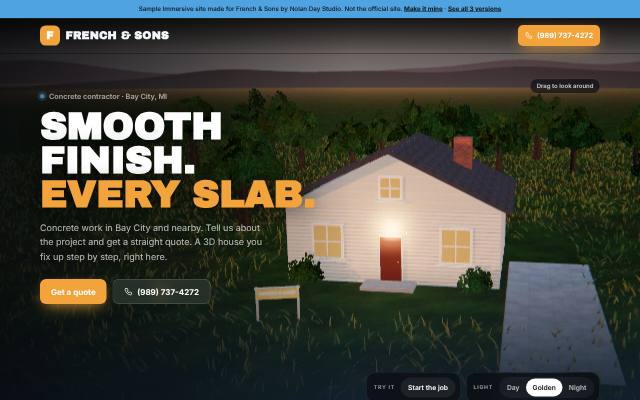 Sample Immersive site made for French & Sons by Nolan Day Studio. Not the official site. Make it mine · See all 3 versions
F FRENCH & SONS
(989) 737-4272
Drag to look around
Concrete contractor · Bay City, MI
SMOOTH
FINISH.
EVERY SLAB.
Concrete work in Bay City and nearby. Tell us about
the project and get a straight quote. A 3D house you
fix up step by step, right here.
Get a quote
(989) 737-4272
TRY IT Start the job
LIGHT Day Golden Night